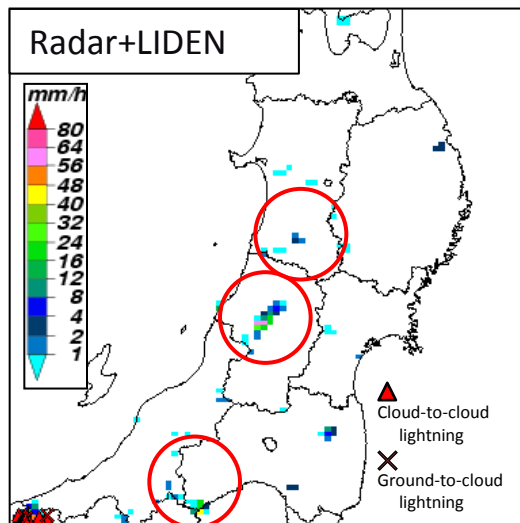 Radar+LIDEN
mm/h
80
64
56
48
40
32
24
16
12
8
4
2
1
Cloud-to-cloud
lightning
Ground-to-cloud
lightning